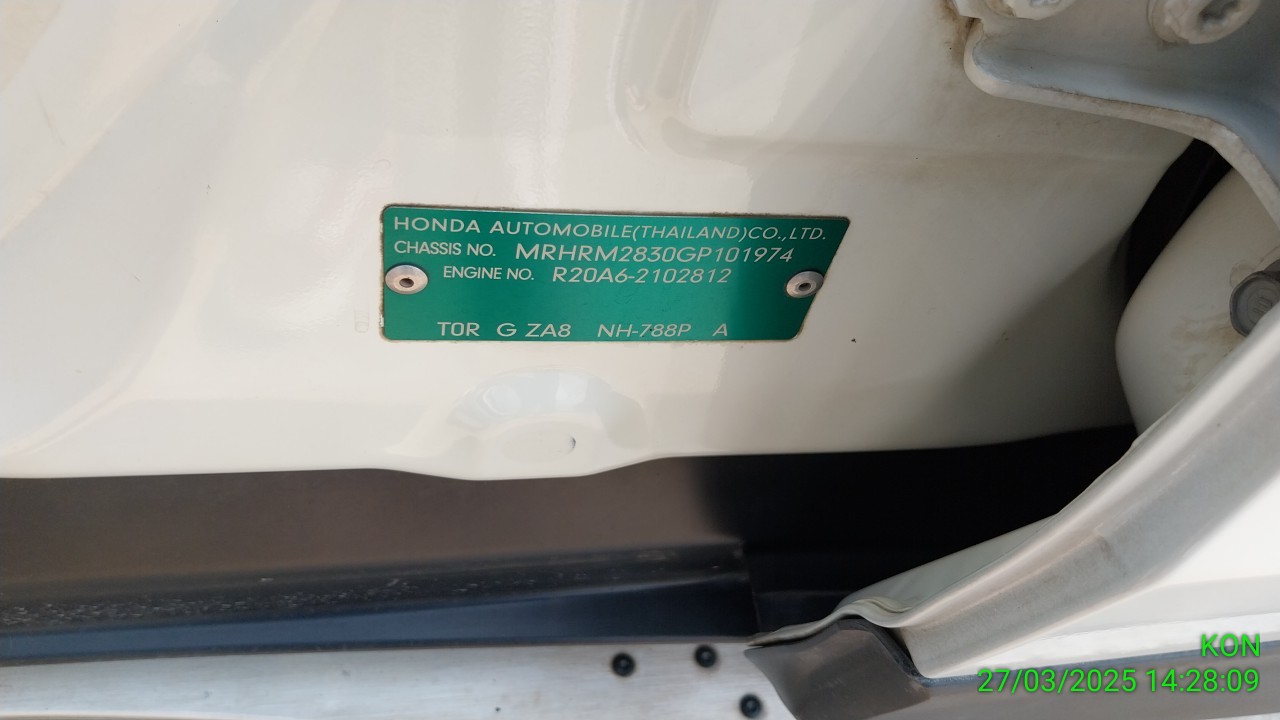 HONDA AUTOMOBILE(THAILAND)CO.,LTD.
CHASSIS NO. MRHRM2830GP101974
ENGINE NO. R20A6-2102812
TOR G ZA8 NH-788P A
KON
27/03/2025 14:28:09